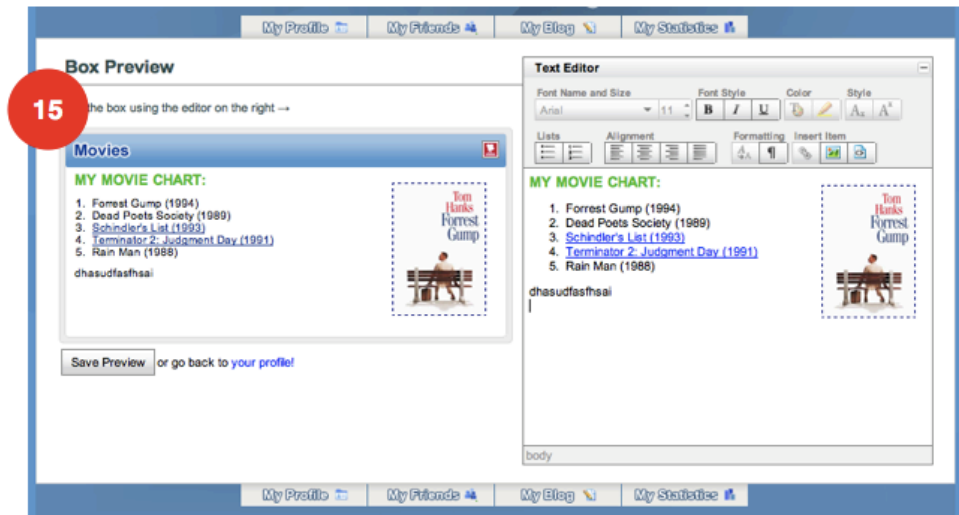 My Profile My Friends My Blog My Statistics
Box Preview
15
the box using the editor on the right →
Movies
MY MOVIE CHART:
1. Forrest Gump (1994)
2. Dead Poets Society (1989)
3. Schindler's List (1993)
4. Terminator 2: Judgment Day (1991)
5. Rain Man (1988)
dhasudfasfhsai
Tom
Hanks
Forrest
Gump
Save Preview or go back to your profile!
Text Editor
Font Name and Size Font Style Color Style
Arial 11 B I U
Lists Alignment Formatting Insert Item
MY MOVIE CHART:
1. Forrest Gump (1994)
2. Dead Poets Society (1989)
3. Schindler's List (1993)
4. Terminator 2: Judgment Day (1991)
5. Rain Man (1988)
dhasudfasfhsai
Tom
Hanks
Forrest
Gump
body
My Profile My Friends My Blog My Statistics